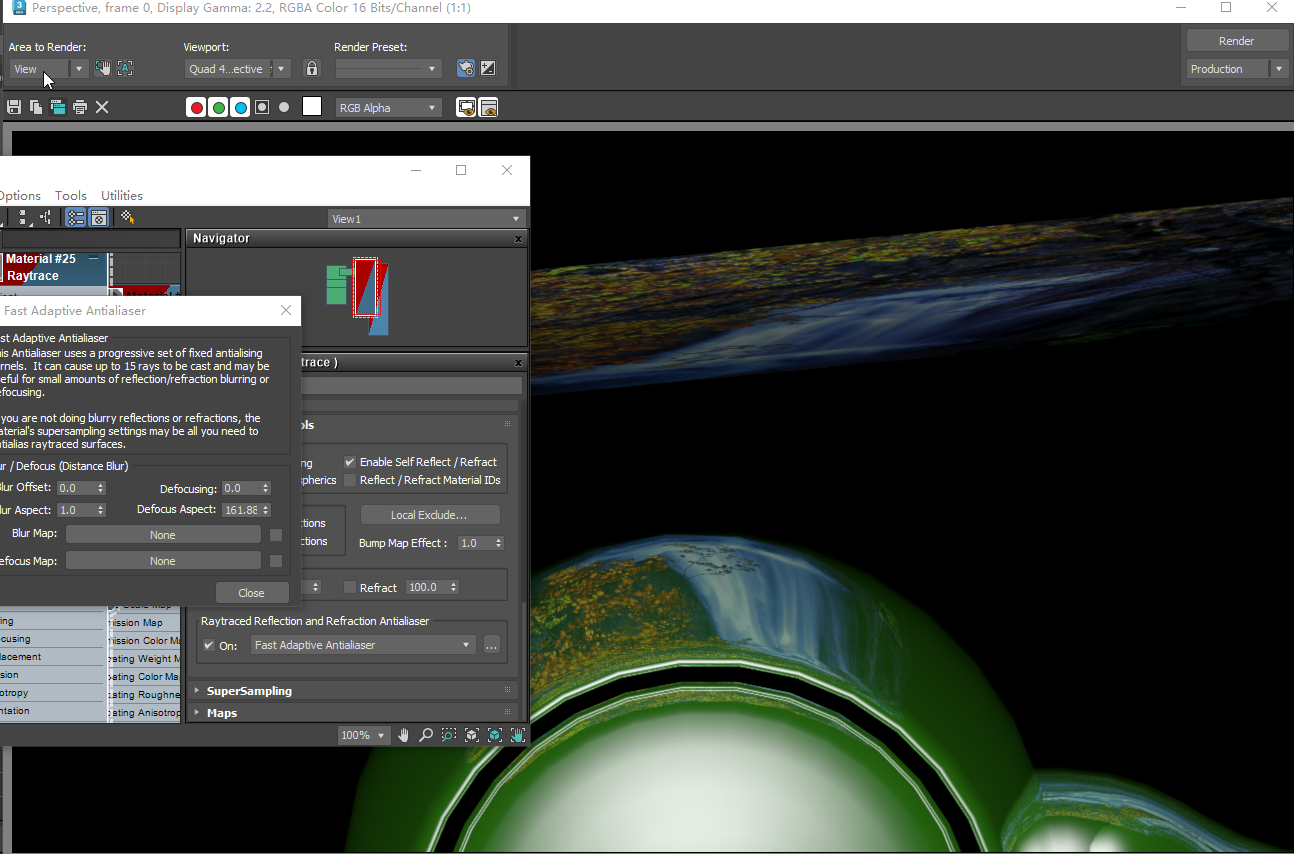 Perspective, frame 0, Display Gamma: 2.2, RGBA Color 16 Bits/Channel (1:1)
Area to Render:
Viewport:
Render Preset:
Render
View
Quad 4...ective
Production
RGB Alpha
Options Tools Utilities
View1
Navigator
x
Material #25
Raytrace
Fast Adaptive Antialiaser
st Adaptive Antialiaser
is Antialiaser uses a progressive set of fixed antialising
rnels. It can cause up to 15 rays to be cast and may be
eful for small amounts of reflection/refraction blurring or
efocusing.
you are not doing blurry reflections or refractions, the
aterial's supersampling settings may be all you need to
tialias raytraced surfaces.
ur / Defocus (Distance Blur)
Blur Offset: 0.0
Defocusing: 0.0
lur Aspect: 1.0
Defocus Aspect: 161.88
Blur Map: None
efocus Map: None
Close
trace )
x
ols
ng
Enable Self Reflect / Refract
pherics
Reflect / Refract Material IDs
ctions
ctions
Local Exclude...
Bump Map Effect : 1.0
Refract 100.0
Raytraced Reflection and Refraction Antialiaser
On: Fast Adaptive Antialiaser ...
SuperSampling
Maps
100%
ring
cusing
lacement
sion
otropy
ntation
ission Map
ission Color Ma
ating Weight M
ating Color Map
ating Roughne
ating Anisotrop